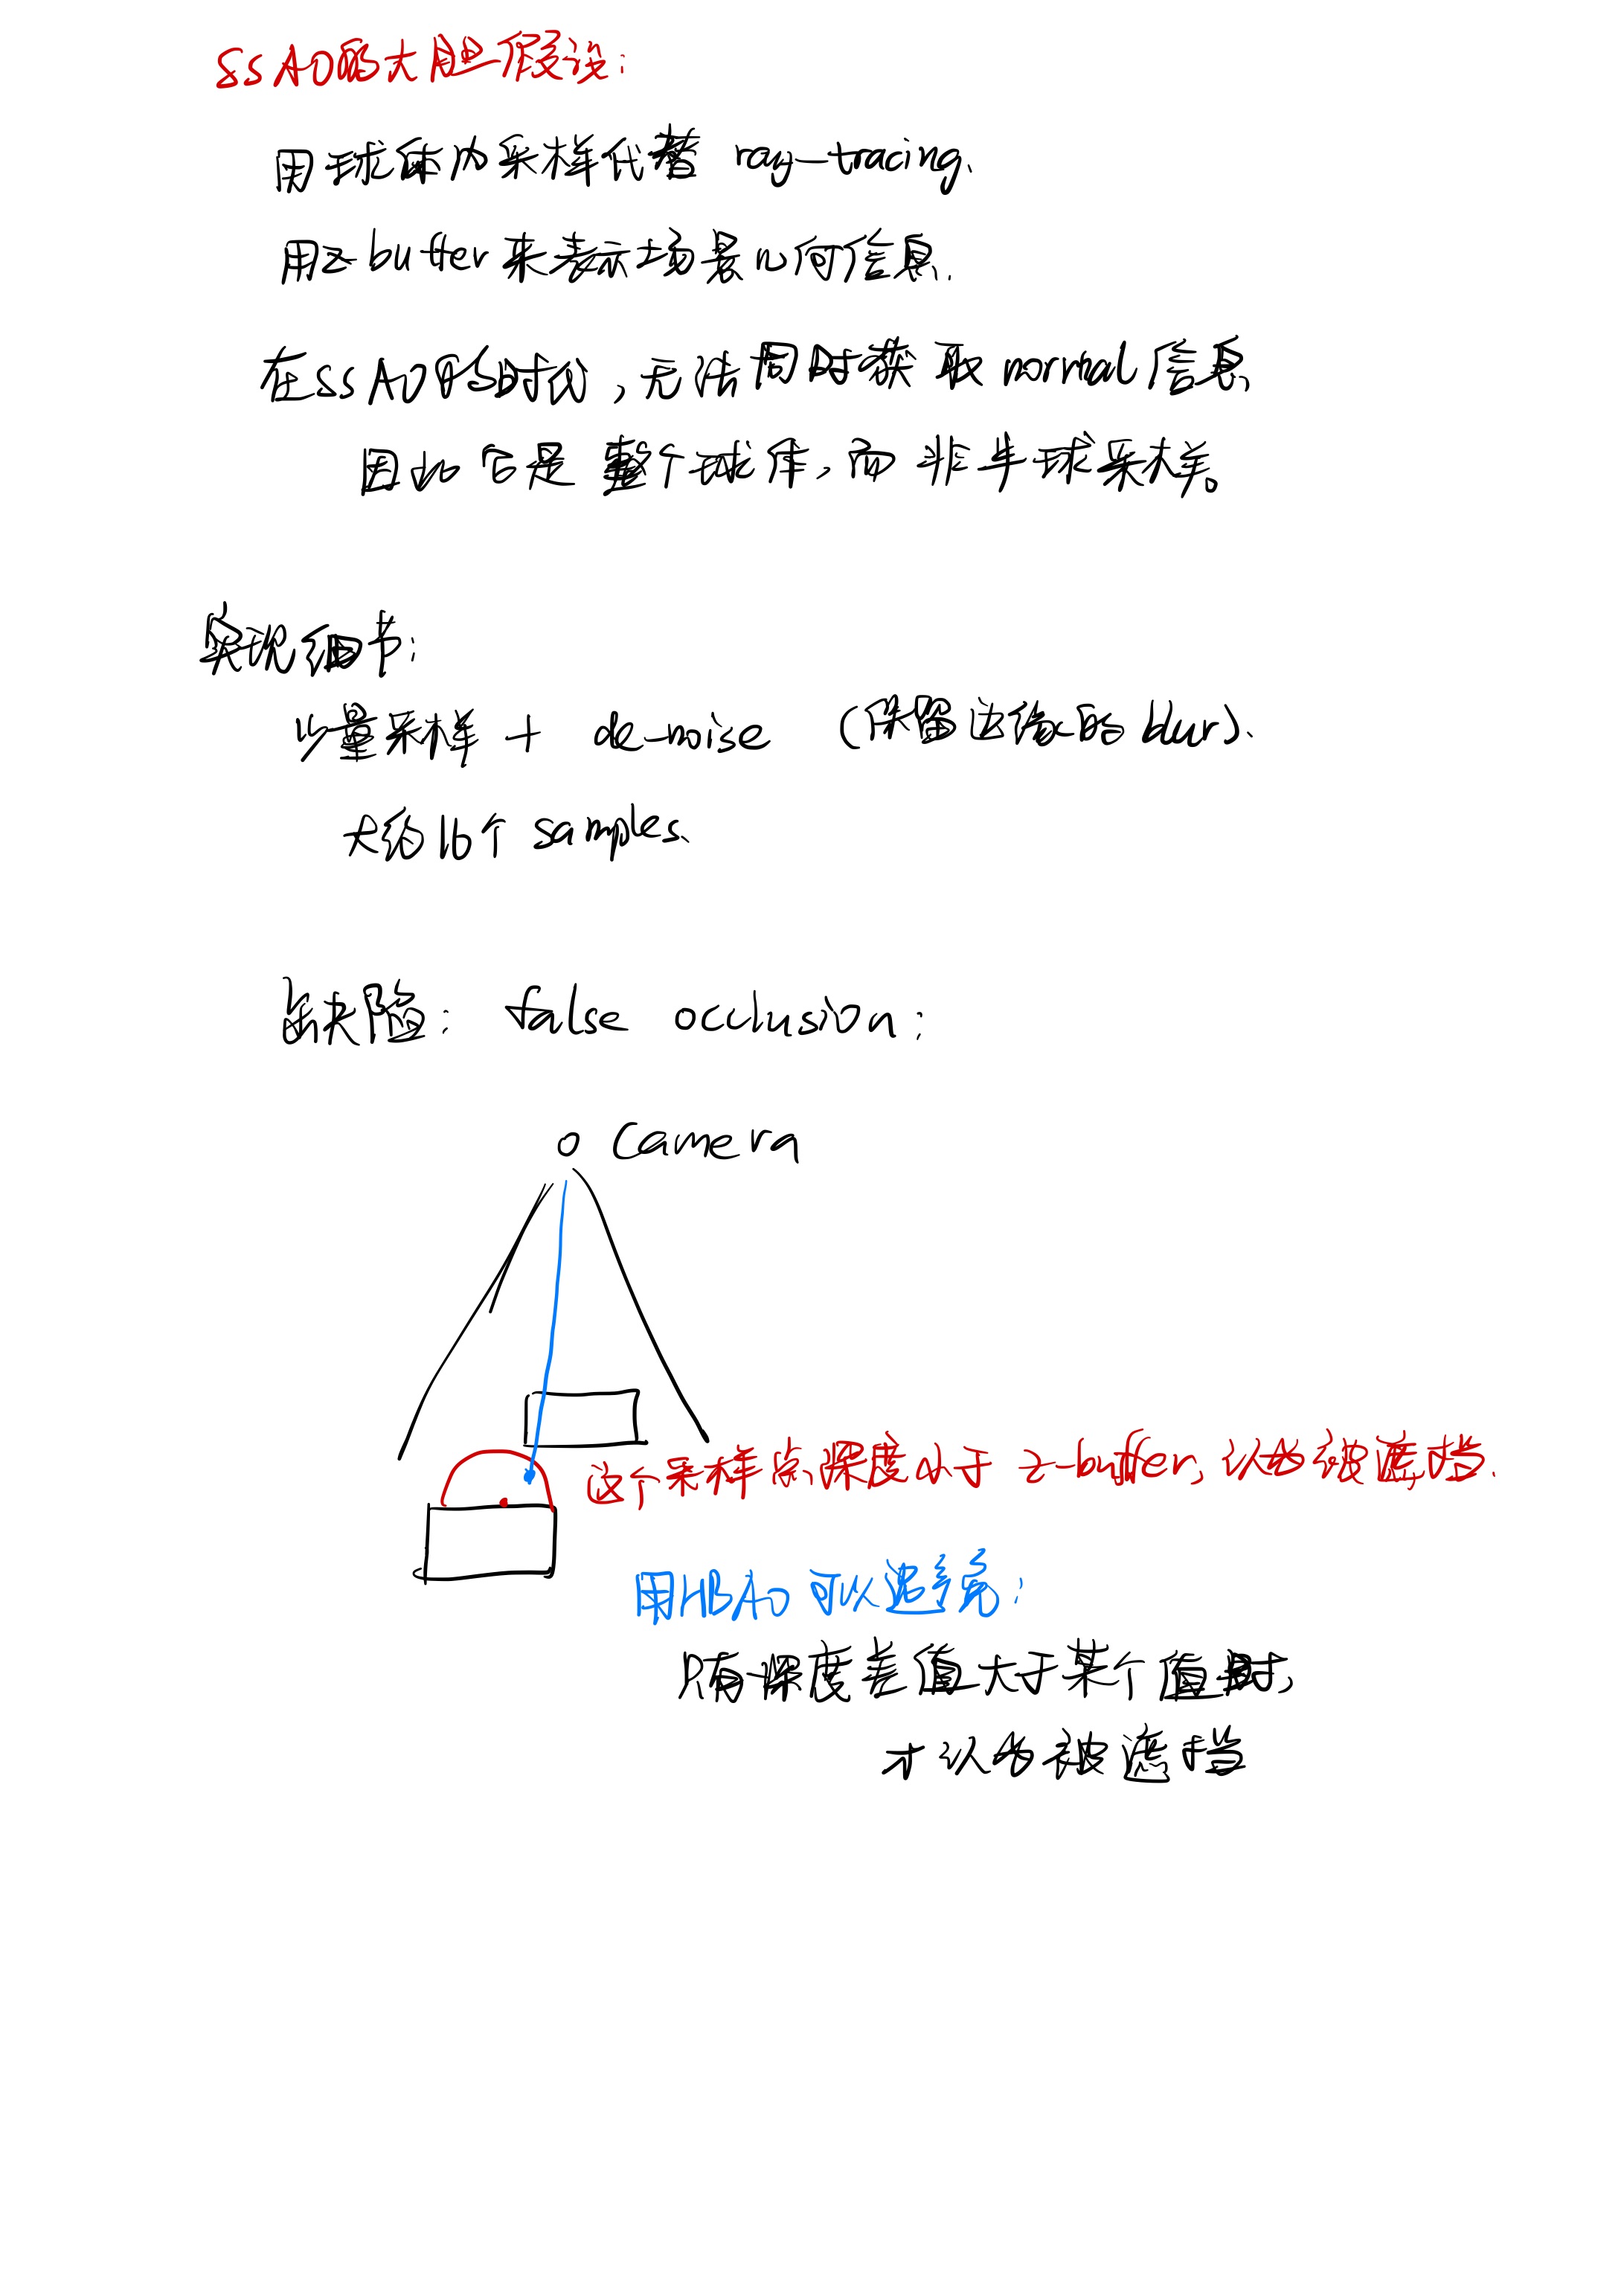 SSAO的大胆假设:
用球体内采样代替 ray-tracing.
用z-buffer来表示场景几何信息.
在SSAO的时代,无法同时获取normal信息、
因此它是整个球体,而非半球采样。
实现细节:
少量采样 + de-noise (保留边缘的blur)、
大约16个 samples、
缺陷: false occlusion:
Camera
这个采样点、深度小于 z-buffer, 认为被遮挡.
用HBAO可以避免:
只有深度差值大于某个值时,
才认为被遮挡